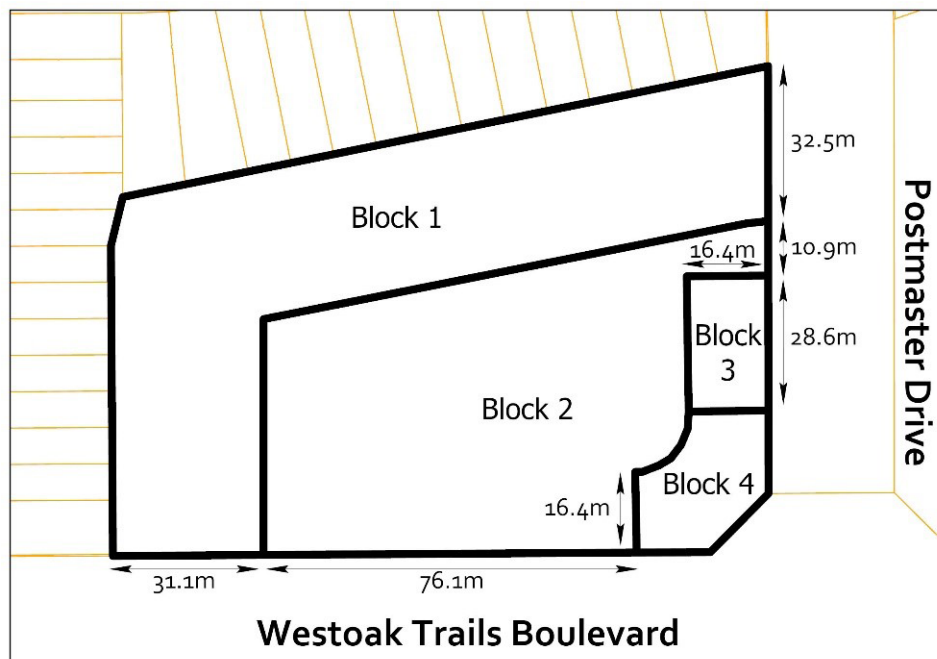 32.5m
Block 1
16.4m
10.9m
Block
3
28.6m
Block 2
Block 4
16.4m
31.1m
76.1m
Westoak Trails Boulevard
Postmaster Drive